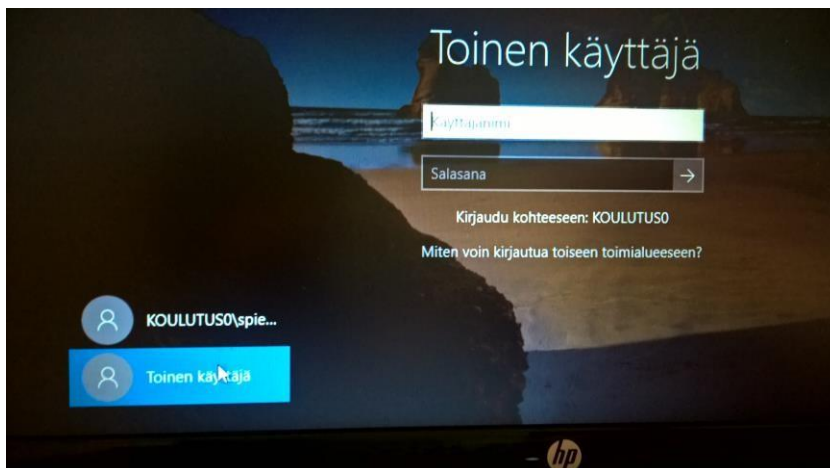 Toinen käyttäjä
Käyttäjänimi
Salasana
Kirjaudu kohteeseen: KOULUTUS0
Miten voin kirjautua toiseen toimialueeseen?
KOULUTUS0\spie...
Toinen käyttäjä
hp